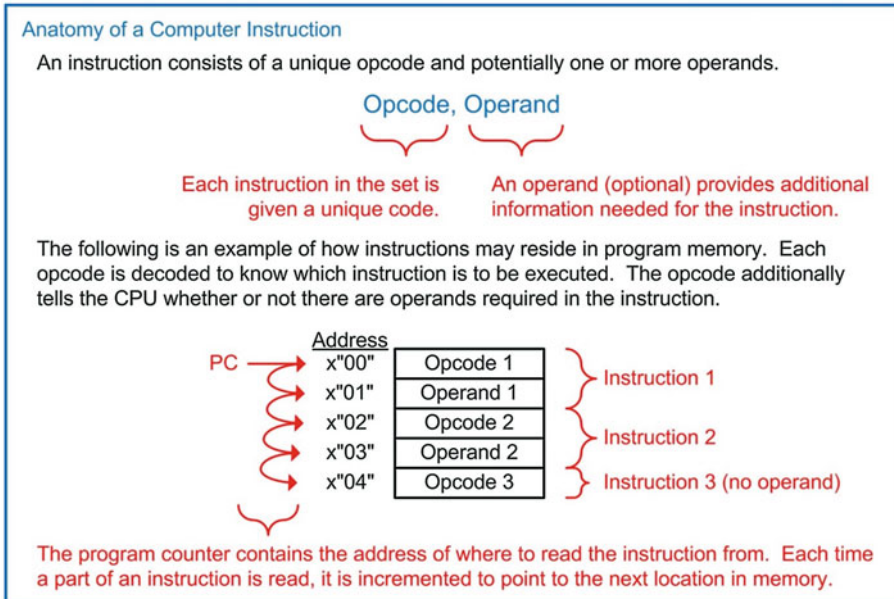 Anatomy of a Computer Instruction
An instruction consists of a unique opcode and potentially one or more operands.
Opcode, Operand
Each instruction in the set is
given a unique code.
An operand (optional) provides additional
information needed for the instruction.
The following is an example of how instructions may reside in program memory. Each
opcode is decoded to know which instruction is to be executed. The opcode additionally
tells the CPU whether or not there are operands required in the instruction.
Address
PC x"00" Opcode 1
x"01" Operand 1
Instruction 1
x"02" Opcode 2
x"03" Operand 2
Instruction 2
x"04" Opcode 3 Instruction 3 (no operand)
The program counter contains the address of where to read the instruction from. Each time
a part of an instruction is read, it is incremented to point to the next location in memory.